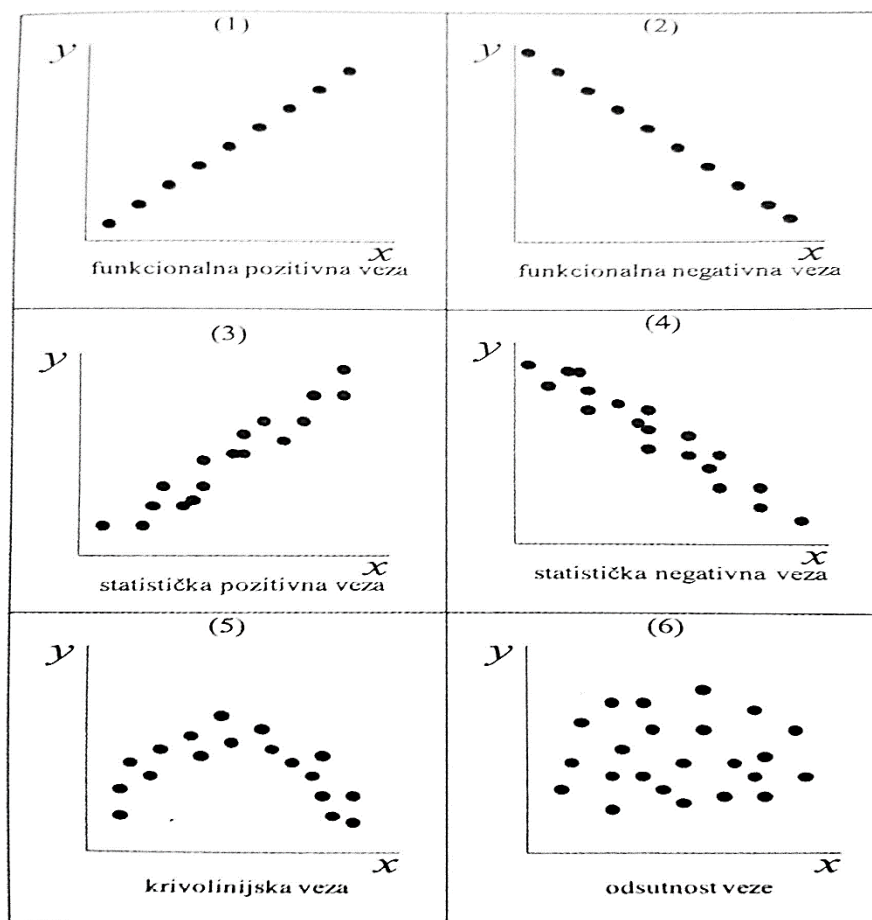 (1)
y
x
funkcionalna pozitivna veza
(2)
y
x
funkcionalna negativna veza
(3)
y
x
statistička pozitivna veza
(4)
y
x
statistička negativna veza
(5)
y
x
krivolinijska veza
(6)
y
x
odsutnost veze